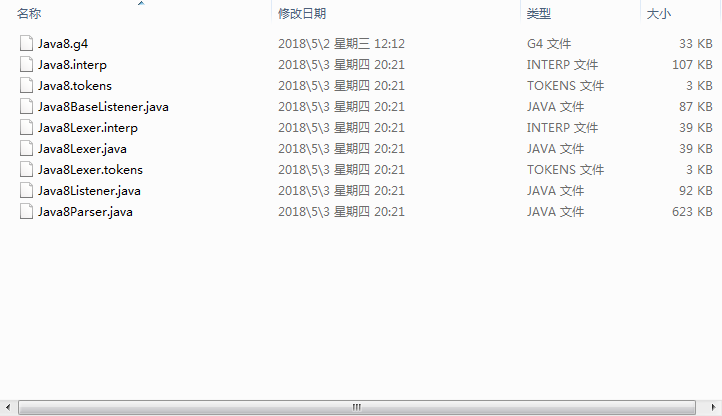 名称 修改日期 类型 大小
Java8.g4 2018\5\2 星期三 12:12 G4 文件 33 KB
Java8.interp 2018\5\3 星期四 20:21 INTERP 文件 107 KB
Java8.tokens 2018\5\3 星期四 20:21 TOKENS 文件 3 KB
Java8BaseListener.java 2018\5\3 星期四 20:21 JAVA 文件 87 KB
Java8Lexer.interp 2018\5\3 星期四 20:21 INTERP 文件 39 KB
Java8Lexer.java 2018\5\3 星期四 20:21 JAVA 文件 39 KB
Java8Lexer.tokens 2018\5\3 星期四 20:21 TOKENS 文件 3 KB
Java8Listener.java 2018\5\3 星期四 20:21 JAVA 文件 92 KB
Java8Parser.java 2018\5\3 星期四 20:21 JAVA 文件 623 KB